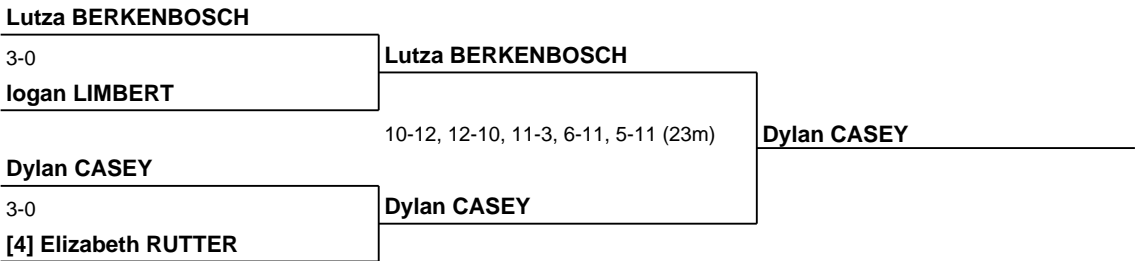 Lutza BERKENBOSCH
3-0
logan LIMBERT
Lutza BERKENBOSCH
10-12, 12-10, 11-3, 6-11, 5-11 (23m)
Dylan CASEY
Dylan CASEY
3-0
[4] Elizabeth RUTTER
Dylan CASEY